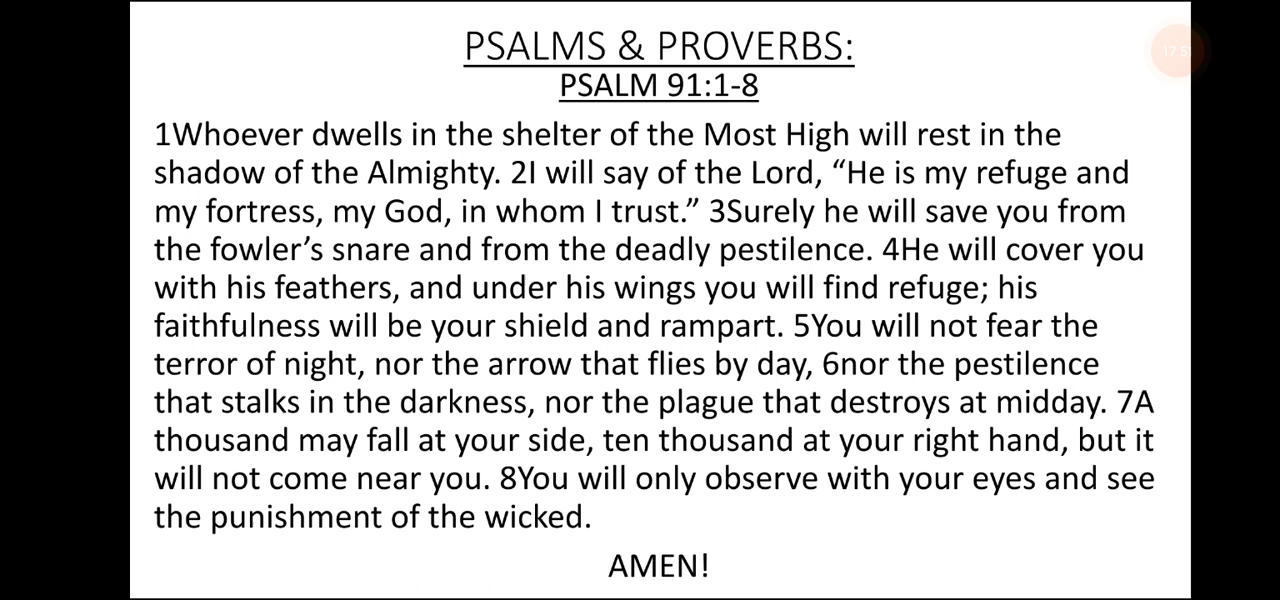 PSALMS & PROVERBS:
17:51
PSALM 91:1-8
1Whoever dwells in the shelter of the Most High will rest in the
shadow of the Almighty. 2I will say of the Lord, “He is my refuge and
my fortress, my God, in whom I trust.” 3Surely he will save you from
the fowler’s snare and from the deadly pestilence. 4He will cover you
with his feathers, and under his wings you will find refuge; his
faithfulness will be your shield and rampart. 5You will not fear the
terror of night, nor the arrow that flies by day, 6nor the pestilence
that stalks in the darkness, nor the plague that destroys at midday. 7A
thousand may fall at your side, ten thousand at your right hand, but it
will not come near you. 8You will only observe with your eyes and see
the punishment of the wicked.
AMEN!